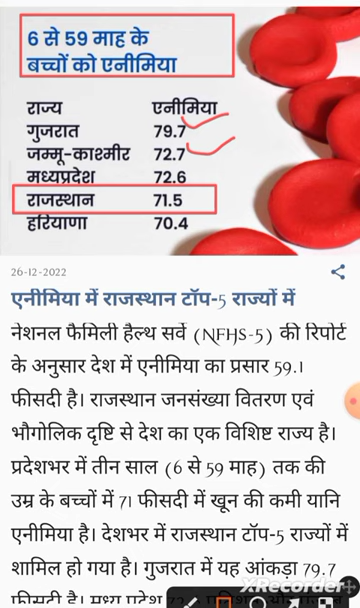 6 से 59 माह के
बच्चों को एनीमिया
राज्य एनीमिया
गुजरात 79.7
जम्मू-काश्मीर 72.7
मध्यप्रदेश 72.6
राजस्थान 71.5
हरियाणा 70.4
26-12-2022
एनीमिया में राजस्थान टॉप-5 राज्यों में
नेशनल फैमिली हैल्थ सर्वे (NFHS-5) की रिपोर्ट
के अनुसार देश में एनीमिया का प्रसार 59.1
फीसदी है। राजस्थान जनसंख्या वितरण एवं
भौगोलिक दृष्टि से देश का एक विशिष्ट राज्य है।
प्रदेशभर में तीन साल (6 से 59 माह) तक की
उम्र के बच्चों में 71 फीसदी में खून की कमी यानि
एनीमिया है। देशभर में राजस्थान टॉप-5 राज्यों में
शामिल हो गया है। गुजरात में यह आंकड़ा 79.7
फीसदी है। मध्य प्रदेश
XRecorder